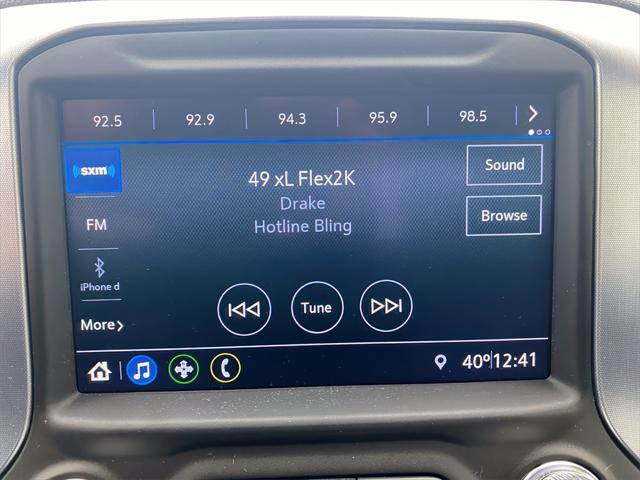 92.5 92.9 94.3 95.9 98.5
sxm
49 xL Flex2K
Drake
Hotline Bling
Sound
Browse
FM
iPhone d
More
Tune
40° 12:41